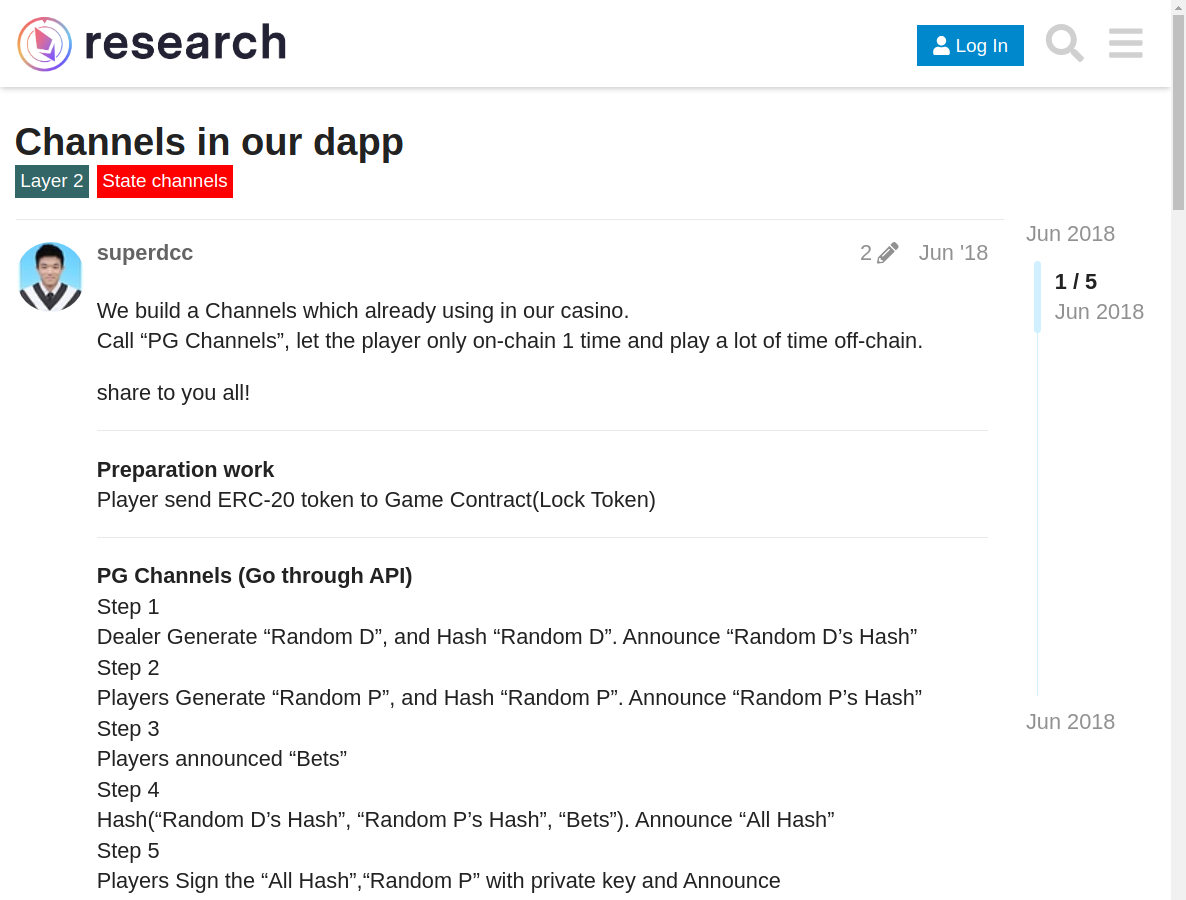 research
Log In
Channels in our dapp
Layer 2 State channels
superdcc 2 Jun '18
We build a Channels which already using in our casino.
Call “PG Channels”, let the player only on-chain 1 time and play a lot of time off-chain.
share to you all!
Preparation work
Player send ERC-20 token to Game Contract(Lock Token)
PG Channels (Go through API)
Step 1
Dealer Generate “Random D”, and Hash “Random D”. Announce “Random D’s Hash”
Step 2
Players Generate “Random P”, and Hash “Random P”. Announce “Random P’s Hash”
Step 3
Players announced “Bets”
Step 4
Hash(“Random D’s Hash”, “Random P’s Hash”, “Bets”). Announce “All Hash”
Step 5
Players Sign the “All Hash”,“Random P” with private key and Announce
Jun 2018
1 / 5
Jun 2018
Jun 2018